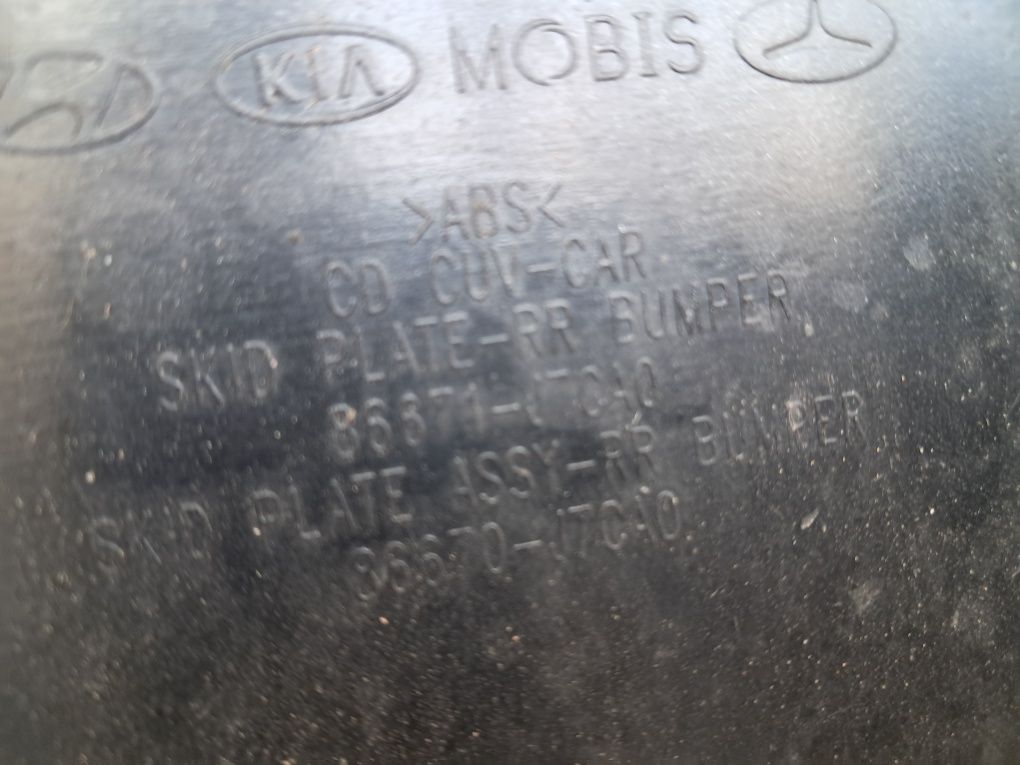 KIA MOBIS
>ABS<
CD CUV-CAR
SKID PLATE-RR BUMPER
86671-J7CA0
SKID PLATE ASSY-RR BUMPER
86670-J7CA0